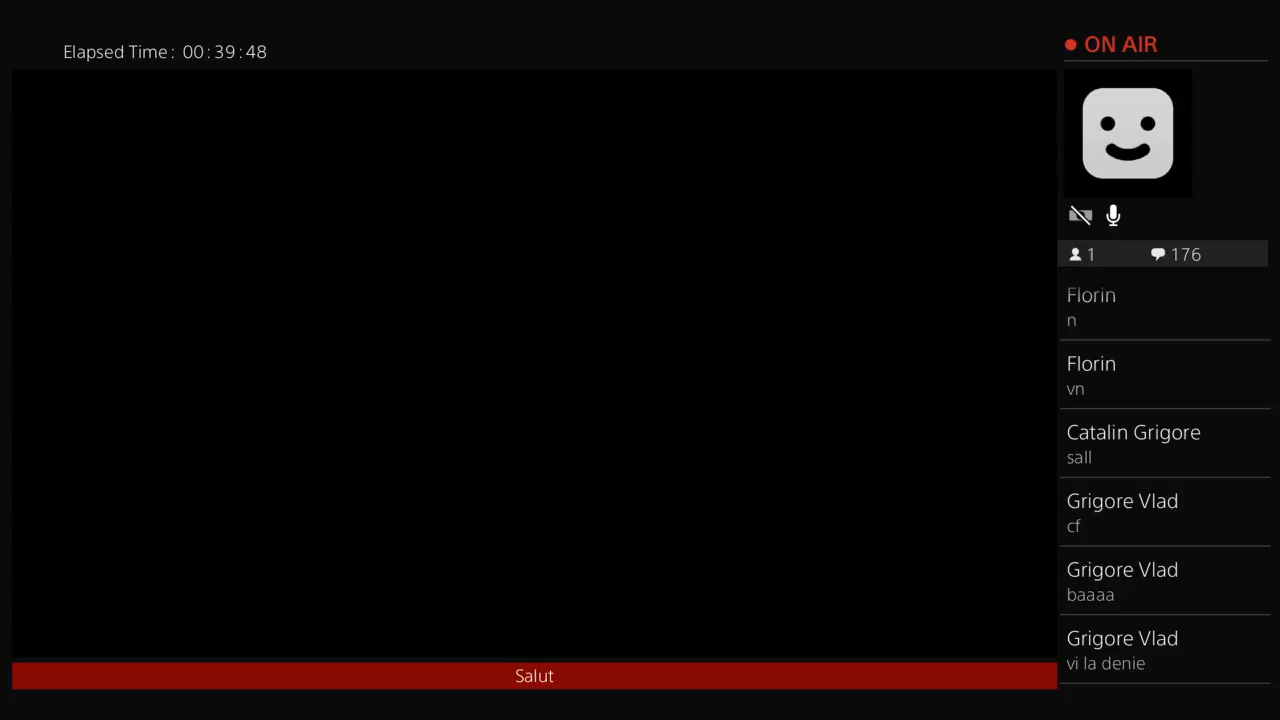 Elapsed Time: 00:39:48
ON AIR
1 176
Florin
n
Florin
vn
Catalin Grigore
sall
Grigore Vlad
cf
Grigore Vlad
baaaa
Grigore Vlad
vi la denie
Salut